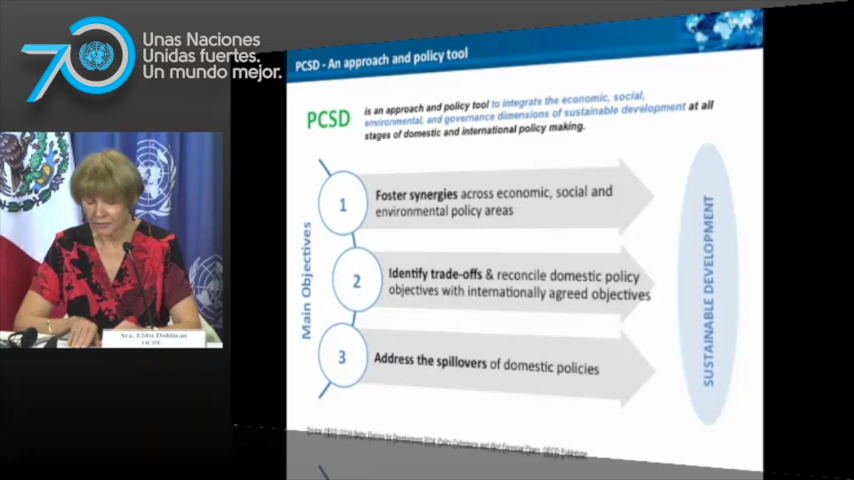 70
Unas Naciones
Unidas fuertes.
Un mundo mejor.
PCSD - An approach and policy tool
PCSD
is an approach and policy tool to integrate the economic, social,
environmental, and governance dimensions of sustainable development at all
stages of domestic and international policy making.
Main Objectives
1
Foster synergies across economic, social and
environmental policy areas
2
Identify trade-offs & reconcile domestic policy
objectives with internationally agreed objectives
3
Address the spillovers of domestic policies
SUSTAINABLE DEVELOPMENT
Sra. Ebba Dohlman
OCDE